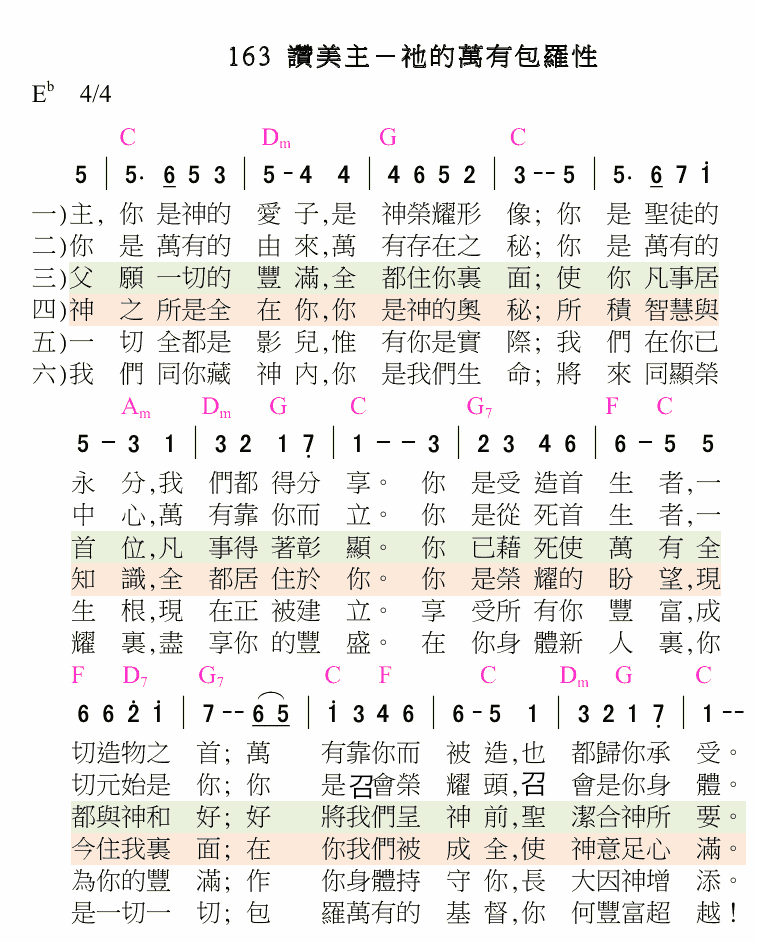 163 讚美主－祂的萬有包羅性
E♭ 4/4
C Dm G C
5 | 5· 6 5 3 | 5 - 4 4 | 4 6 5 2 | 3 - - 5 | 5· 6 7 i
一)主, 你 是神的 愛 子,是 神榮耀形 像; 你 是 聖徒的
二)你 是 萬有的 由 來,萬 有存在之 秘; 你 是 萬有的
三)父 願 一切的 豐 滿,全 都住你裏 面; 使 你 凡事居
四)神 之 所是全 在 你,你 是神的奧 秘; 所 積 智慧與
五)一 切 全都是 影 兒,惟 有你是實 際; 我 們 在你已
六)我 們 同你藏 神 內,你 是我們生 命; 將 來 同顯榮
Am Dm G C G7 F C
5 - 3 1 | 3 2 1 7̣ | 1 - - 3 | 2 3 4 6 | 6 - 5 5
永 分,我 們都 得分 享。 你 是受 造首 生 者,一
中 心,萬 有靠 你而 立。 你 是從 死首 生 者,一
首 位,凡 事得 著彰 顯。 你 已藉 死使 萬 有 全
知 識,全 都居 住於 你。 你 是榮 耀的 盼 望,現
生 根,現 在正 被建 立。 享 受所 有你 豐 富,成
耀 裏,盡 享你 的豐 盛。 在 你身 體新 人 裏,你
F D7 G7 C F C Dm G C
6 6 2̇ i | 7 - - 6 5 | i 3 4 6 | 6 - 5 1 | 3 2 1 7̣ | 1 - -
切造物之 首; 萬 有靠你而 被 造,也 都歸你承 受。
切元始是 你; 你 是召會榮 耀 頭,召 會是你身 體。
都與神和 好; 好 將我們呈 神 前,聖 潔合神所 要。
今住我裏 面; 在 你我們被 成 全,使 神意足心 滿。
為你的豐 滿; 作 你身體持 守 你,長 大因神增 添。
是一切一 切; 包 羅萬有的 基 督,你 何豐富超 越!